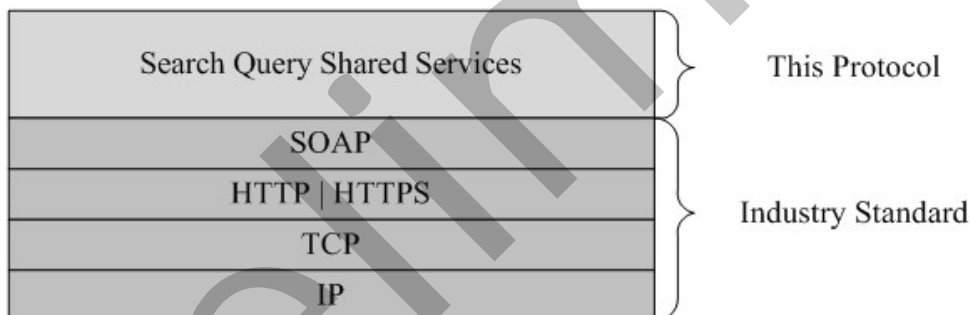 Search Query Shared Services
This Protocol
SOAP
HTTP | HTTPS
Industry Standard
TCP
IP